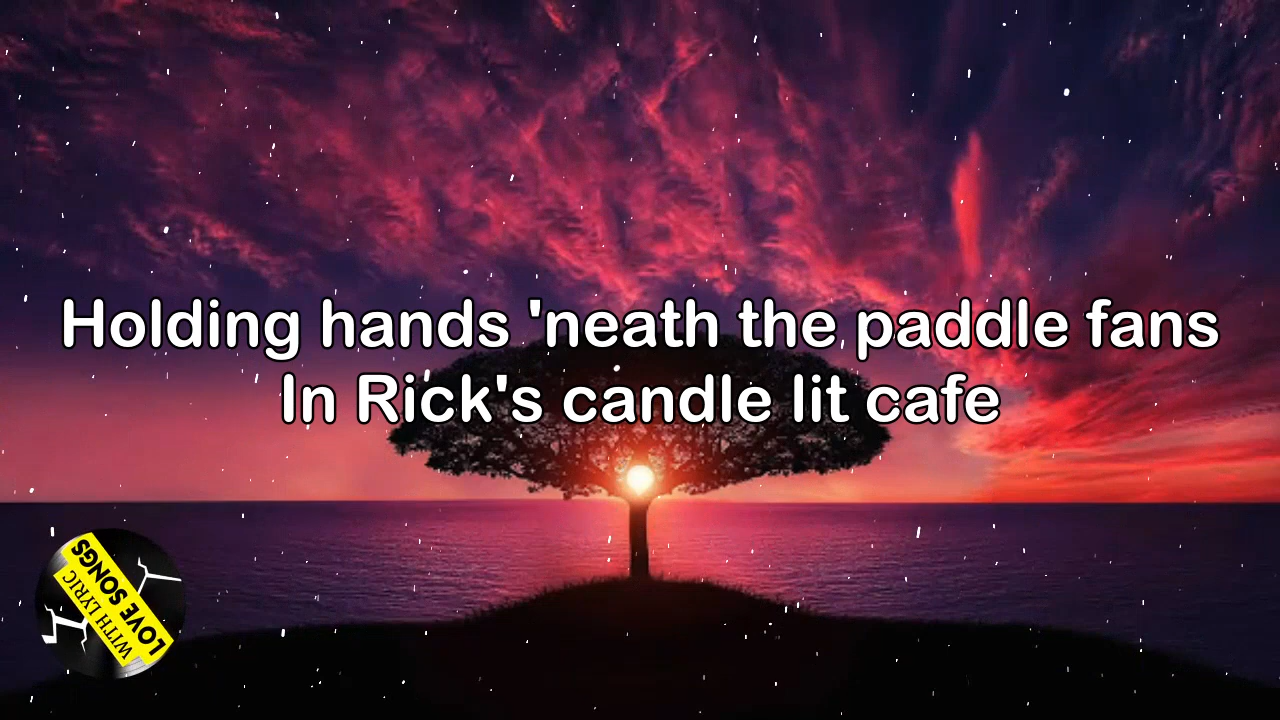 Holding hands 'neath the paddle fans
In Rick's candle lit cafe
LOVE SONGS
WITH LYRIC